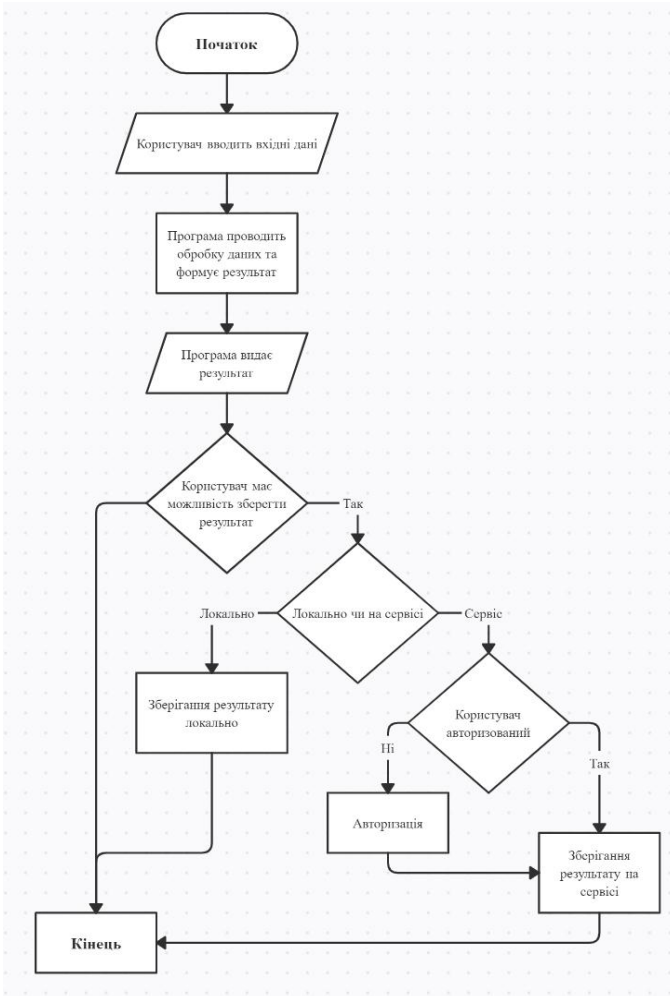 Початок
Користувач вводить вхідні дані
Програма проводить
обробку даних та
формує результат
Програма видає
результат
Користувач має
можливість зберегти
результат
Так
Локально чи на сервісі
Локально
Сервіс
Зберігання результату
локально
Користувач
авторизований
Ні
Так
Авторизація
Зберігання
результату на
сервісі
Кінець